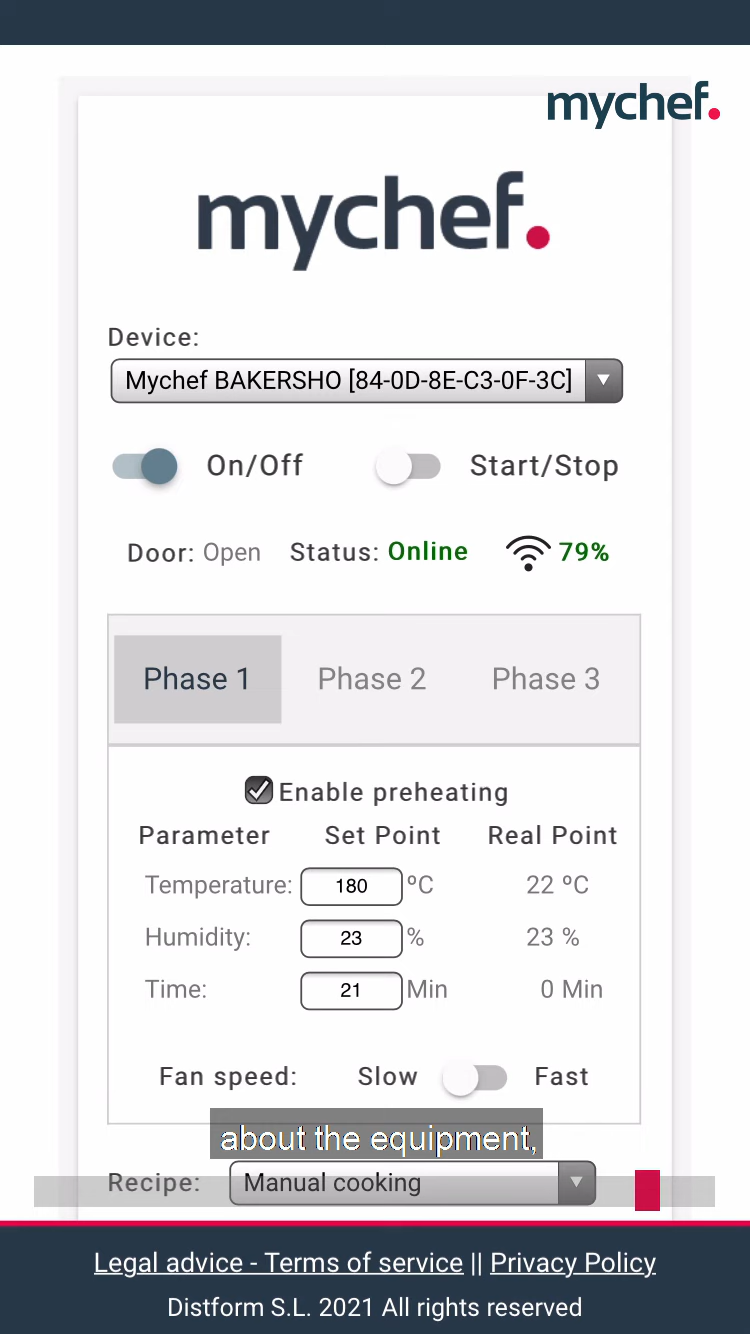 mychef.
mychef.
Device:
Mychef BAKERSHO [84-0D-8E-C3-0F-3C]
On/Off Start/Stop
Door: Open Status: Online 79%
Phase 1 Phase 2 Phase 3
Enable preheating
Parameter Set Point Real Point
Temperature: 180 ºC 22 ºC
Humidity: 23 % 23 %
Time: 21 Min 0 Min
Fan speed: Slow Fast
about the equipment,
Recipe: Manual cooking
Legal advice - Terms of service || Privacy Policy
Distform S.L. 2021 All rights reserved